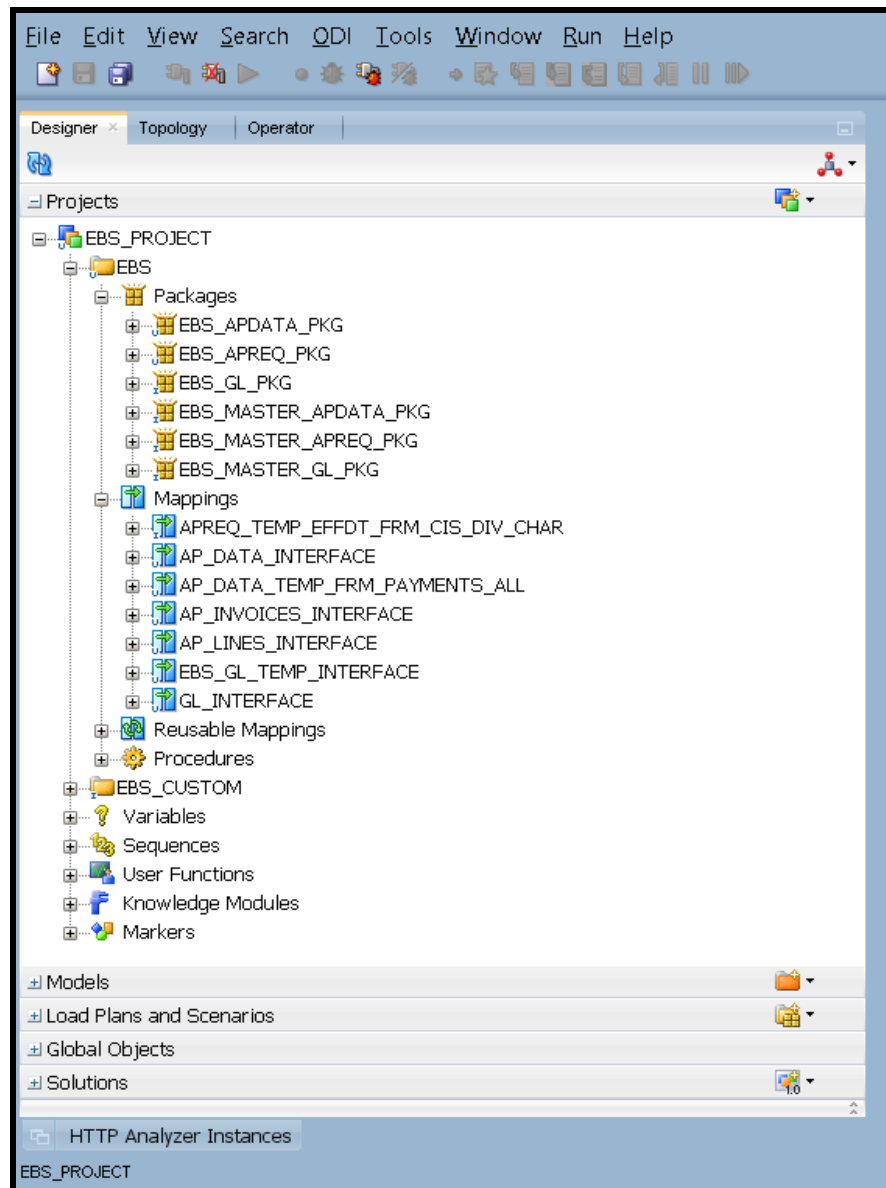 File Edit View Search ODI Tools Window Run Help
Designer Topology Operator
Projects
EBS_PROJECT
EBS
Packages
EBS_APDATA_PKG
EBS_APREQ_PKG
EBS_GL_PKG
EBS_MASTER_APDATA_PKG
EBS_MASTER_APREQ_PKG
EBS_MASTER_GL_PKG
Mappings
APREQ_TEMP_EFFDT_FRM_CIS_DIV_CHAR
AP_DATA_INTERFACE
AP_DATA_TEMP_FRM_PAYMENTS_ALL
AP_INVOICES_INTERFACE
AP_LINES_INTERFACE
EBS_GL_TEMP_INTERFACE
GL_INTERFACE
Reusable Mappings
Procedures
EBS_CUSTOM
Variables
Sequences
User Functions
Knowledge Modules
Markers
Models
Load Plans and Scenarios
Global Objects
Solutions
1.0
HTTP Analyzer Instances
EBS_PROJECT